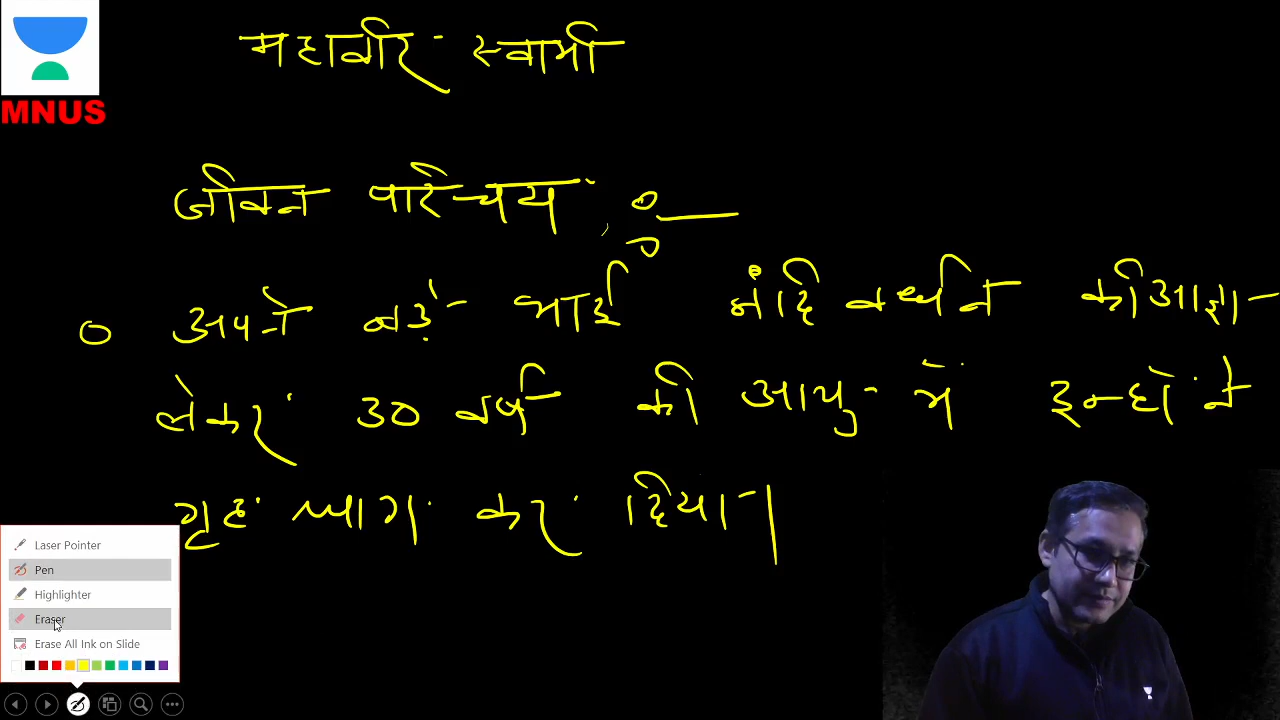 MNUS
महावीर स्वामी
जीवन परिचय :-
० अपने बड़े भाई नंदि वर्धन की आज्ञा
लेकर 30 वर्ष की आयु में इन्होंने
गृह त्याग कर दिया।
Laser Pointer
Pen
Highlighter
Eraser
Erase All Ink on Slide